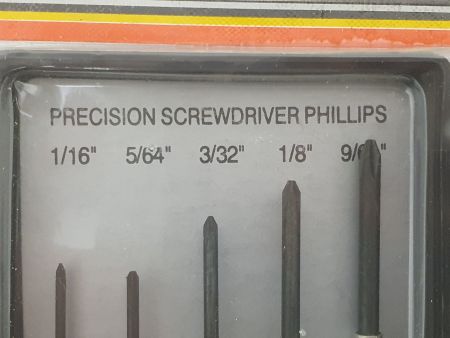 PRECISION SCREWDRIVER PHILLIPS
1/16" 5/64" 3/32" 1/8"